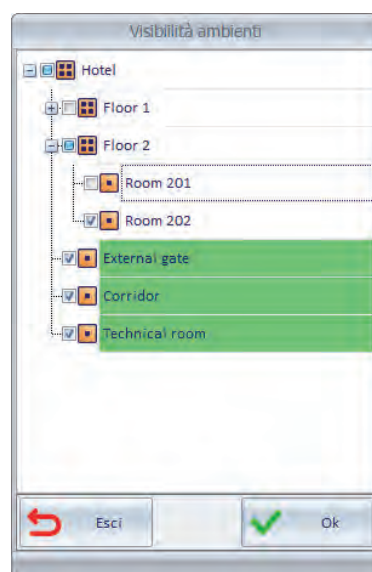 Visibilità ambienti
Hotel
Floor 1
Floor 2
Room 201
Room 202
External gate
Corridor
Technical room
Esci
Ok